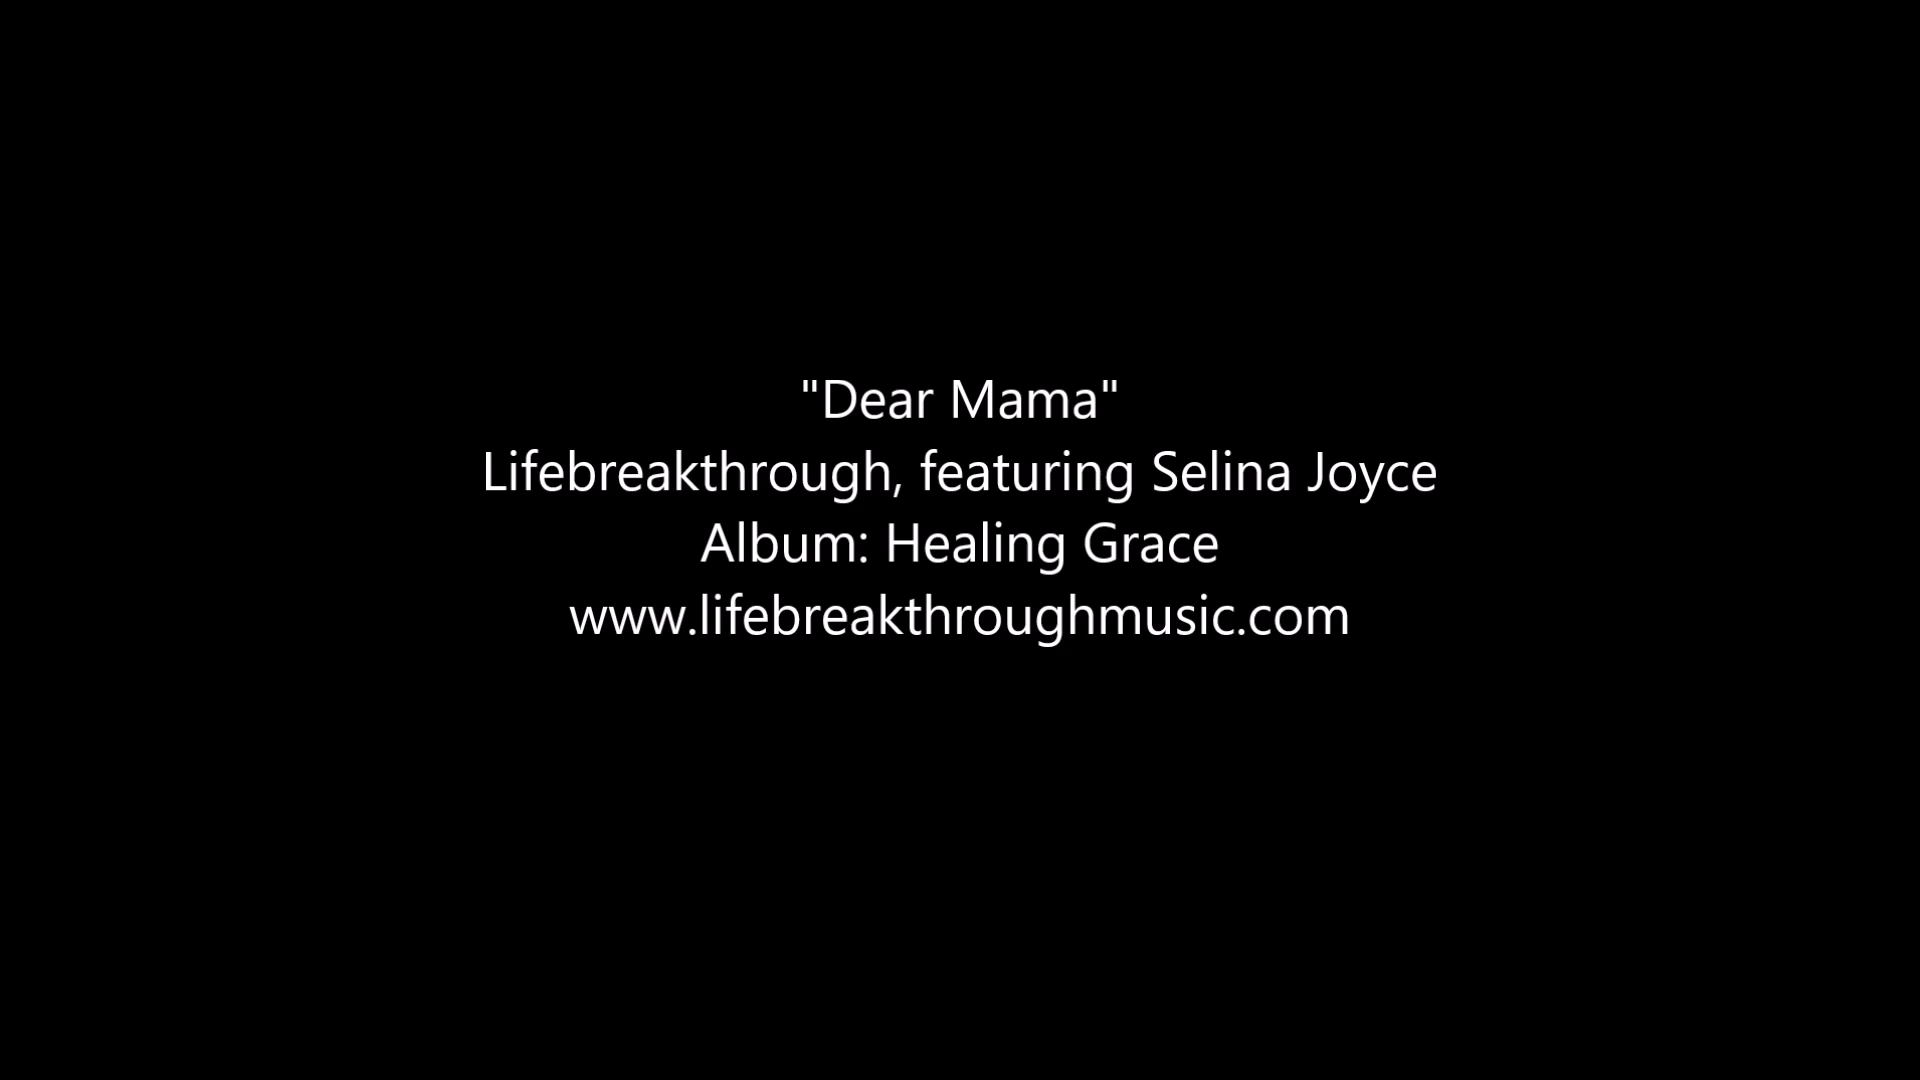 "Dear Mama"
Lifebreakthrough, featuring Selina Joyce
Album: Healing Grace
www.lifebreakthroughmusic.com